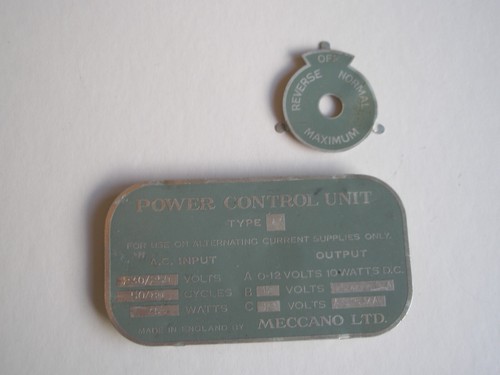 OFF
REVERSE NORMAL
MAXIMUM
POWER CONTROL UNIT
TYPE
FOR USE ON ALTERNATING CURRENT SUPPLIES ONLY.
A.C. INPUT OUTPUT
VOLTS A 0-12 VOLTS 10 WATTS D.C.
CYCLES B VOLTS
WATTS C VOLTS
MADE IN ENGLAND BY MECCANO LTD.